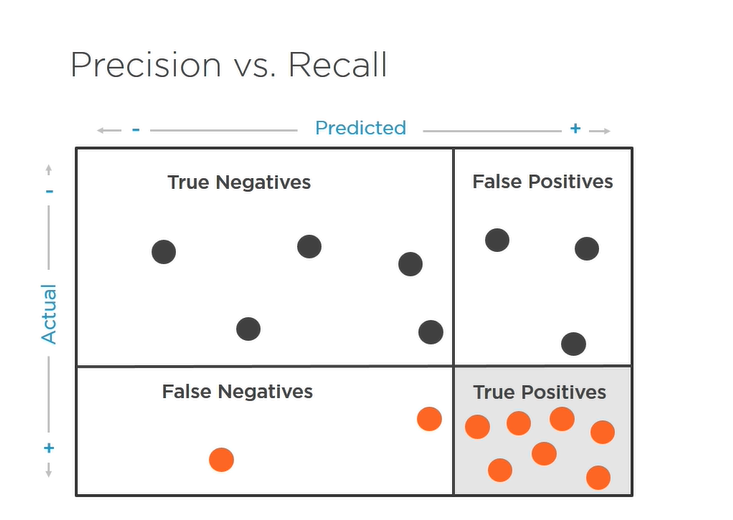 Precision vs. Recall
- Predicted +
True Negatives
False Positives
-
Actual
+
False Negatives
True Positives